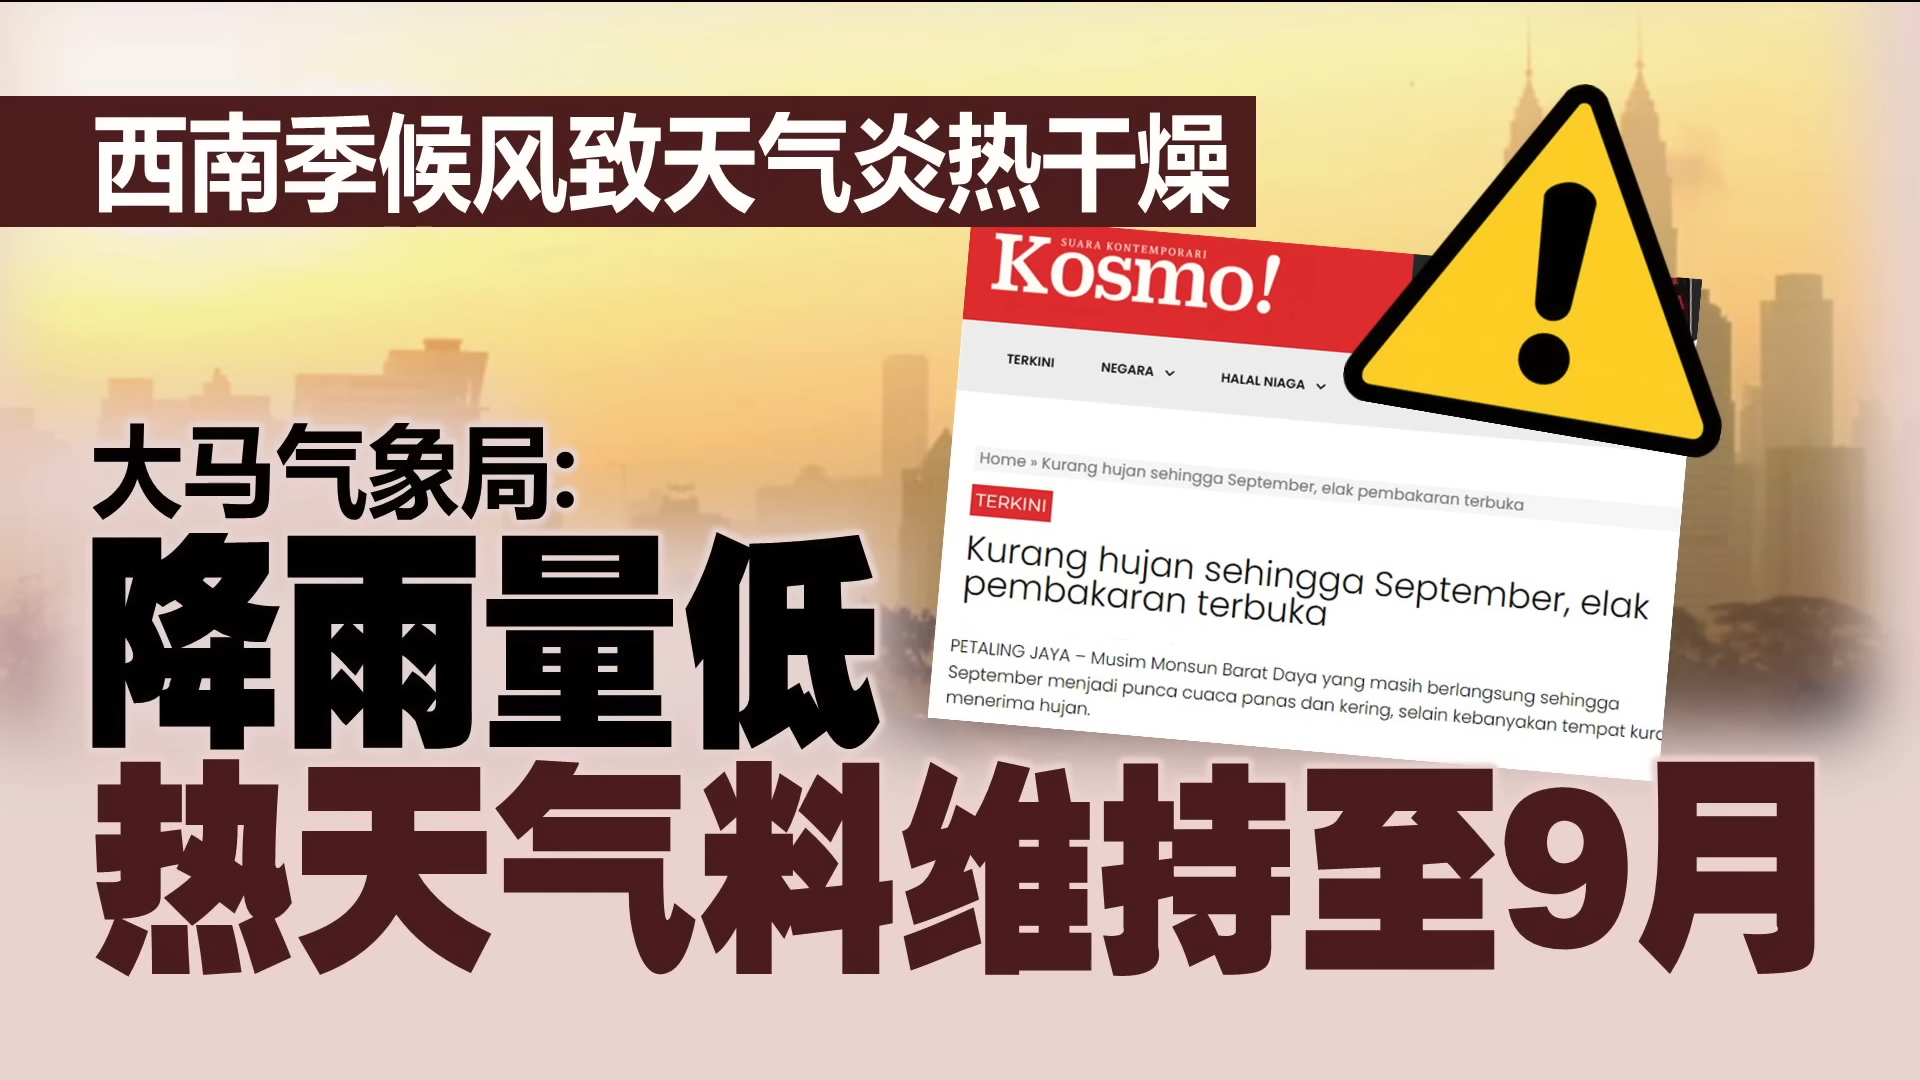 西南季候风致天气炎热干燥
SUARA KONTEMPORARI
Kosmo!
TERKINI
NEGARA
HALAL NIAGA
Home » Kurang hujan sehingga September, elak pembakaran terbuka
TERKINI
Kurang hujan sehingga September, elak
pembakaran terbuka
PETALING JAYA – Musim Monsun Barat Daya yang masih berlangsung sehingga
September menjadi punca cuaca panas dan kering, selain kebanyakan tempat kura
menerima hujan.
大马气象局:
降雨量低
热天气料维持至9月